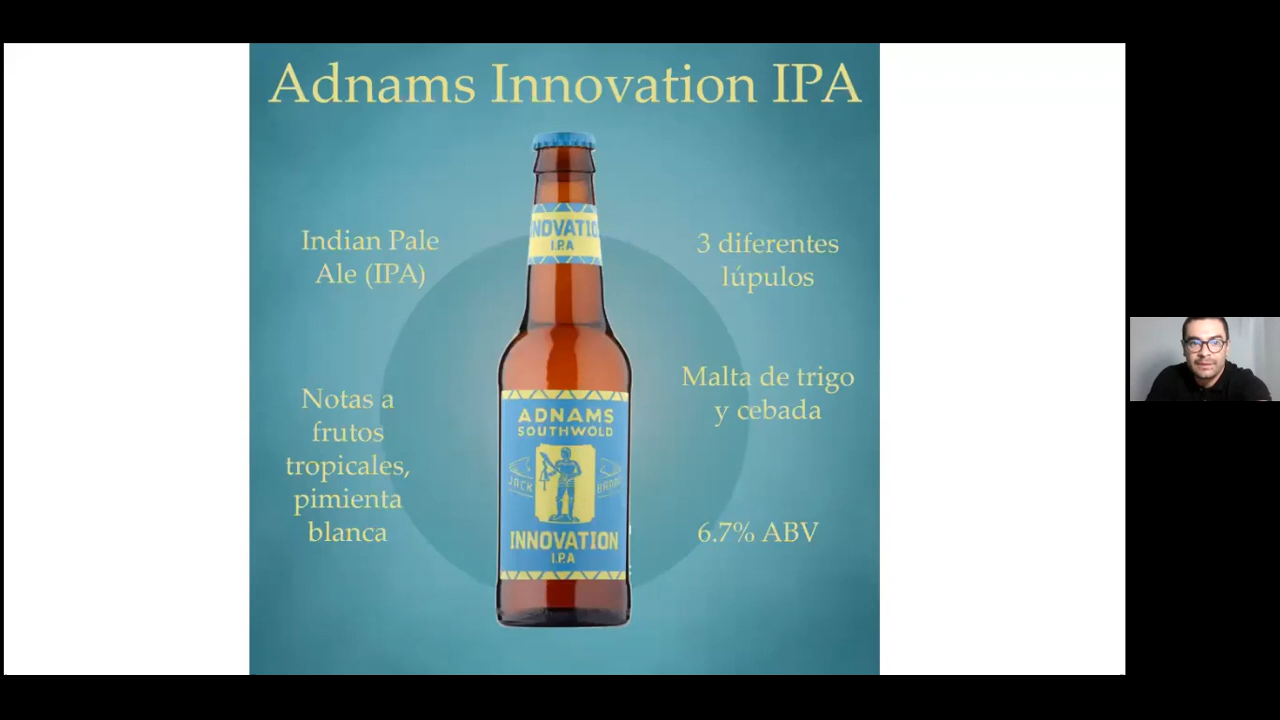 Adnams Innovation IPA
Indian Pale
Ale (IPA)
Notas a
frutos
tropicales,
pimienta
blanca
NOVATIO
I.P.A
ADNAMS
SOUTHWOLD
JACK
INNOVATION
I.P.A
3 diferentes
lúpulos
Malta de trigo
y cebada
6.7% ABV